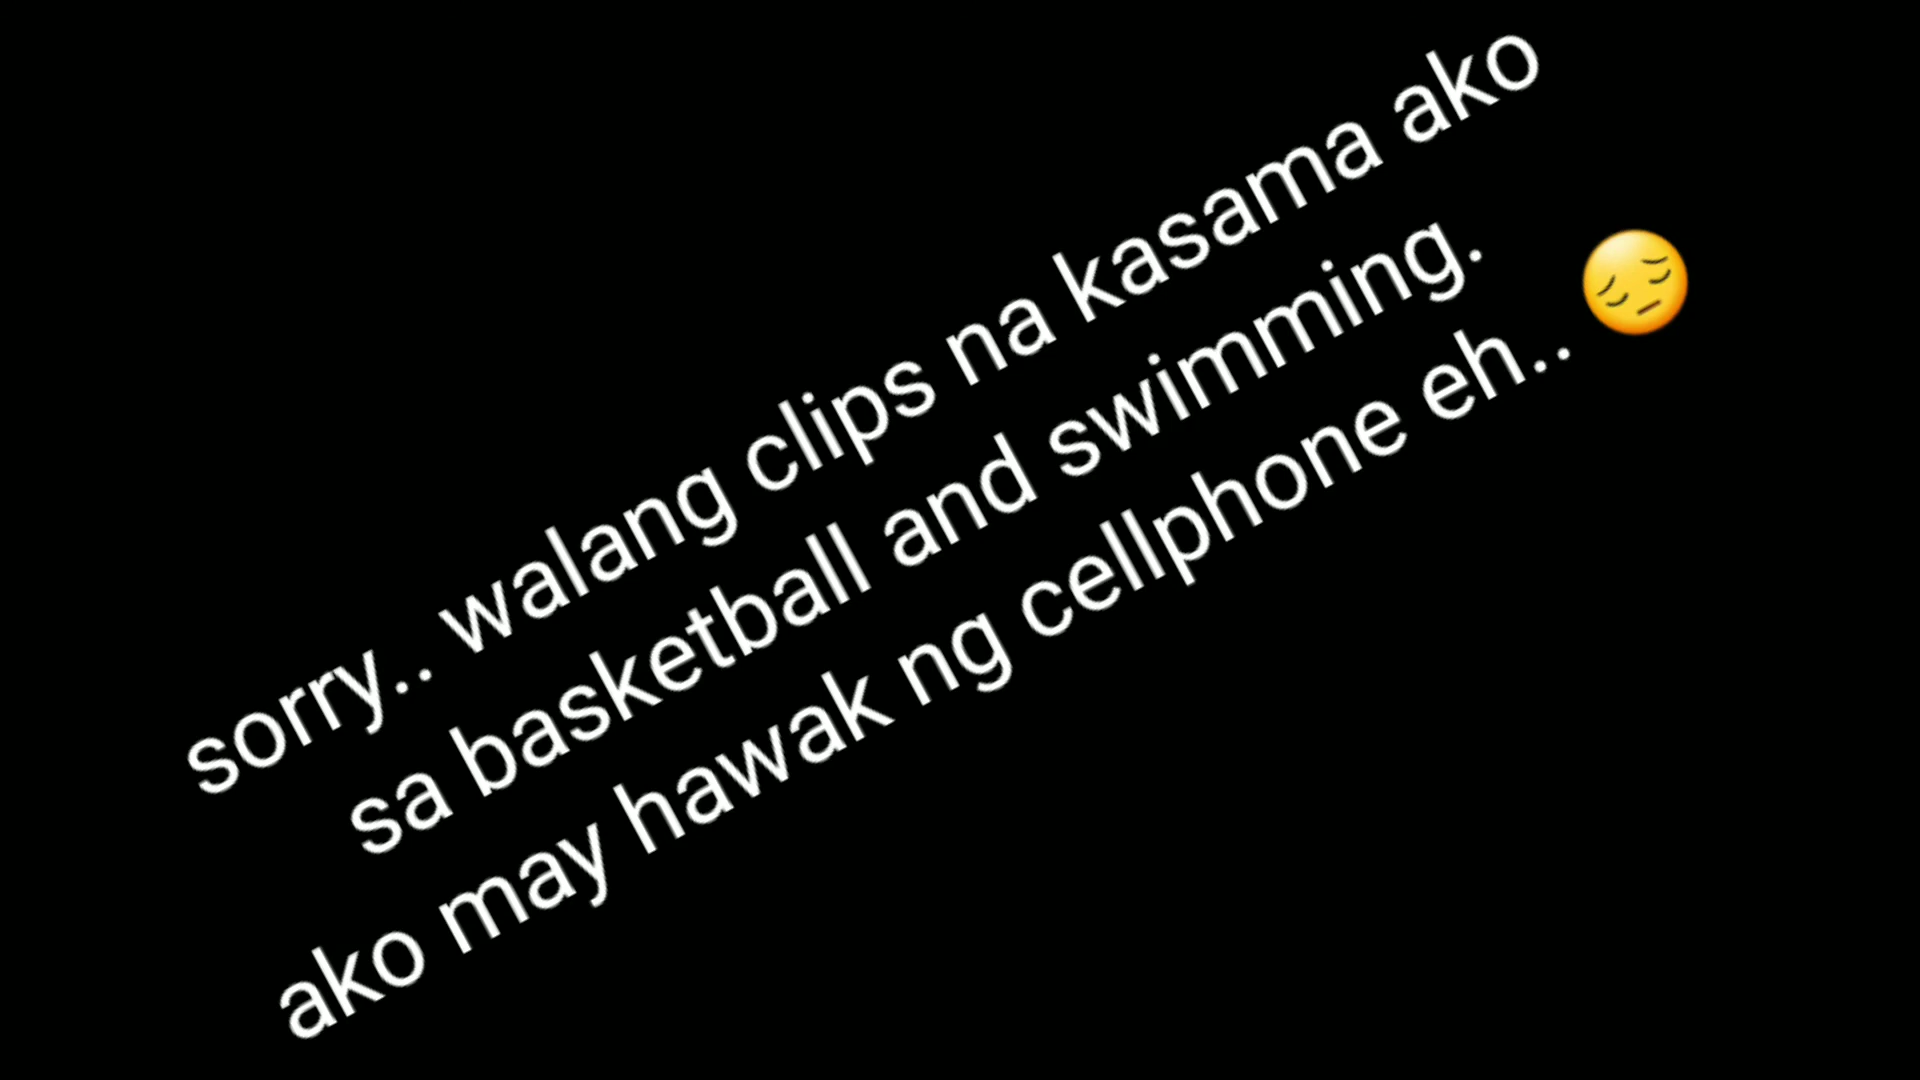 sorry.. walang clips na kasama ako
sa basketball and swimming.
ako may hawak ng cellphone eh.. 😔